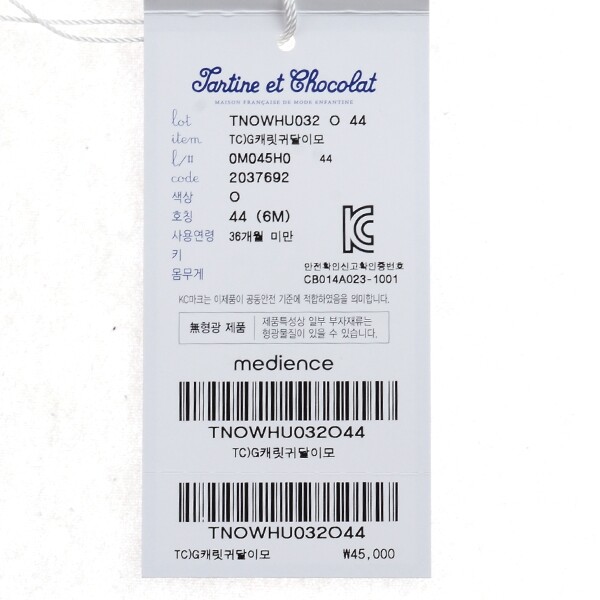 Tartine et Chocolat
MAISON FRANÇAISE DE MODE ENFANTINE
lot TNOWHU032 O 44
item TC)G캐릿귀달이모
l/# 0M045H0 44
code 2037692
색상 O
호칭 44 (6M)
사용연령 36개월 미만
키
몸무게
안전확인신고확인증번호
CB014A023-1001
KC마크는 이제품이 공통안전 기준에 적합하였음을 의미합니다.
無형광 제품
제품특성상 일부 부자재류는
형광물질이 있을 수 있습니다.
medience
TNOWHU032O44
TC)G캐릿귀달이모
TNOWHU032O44
TC)G캐릿귀달이모 ₩45,000